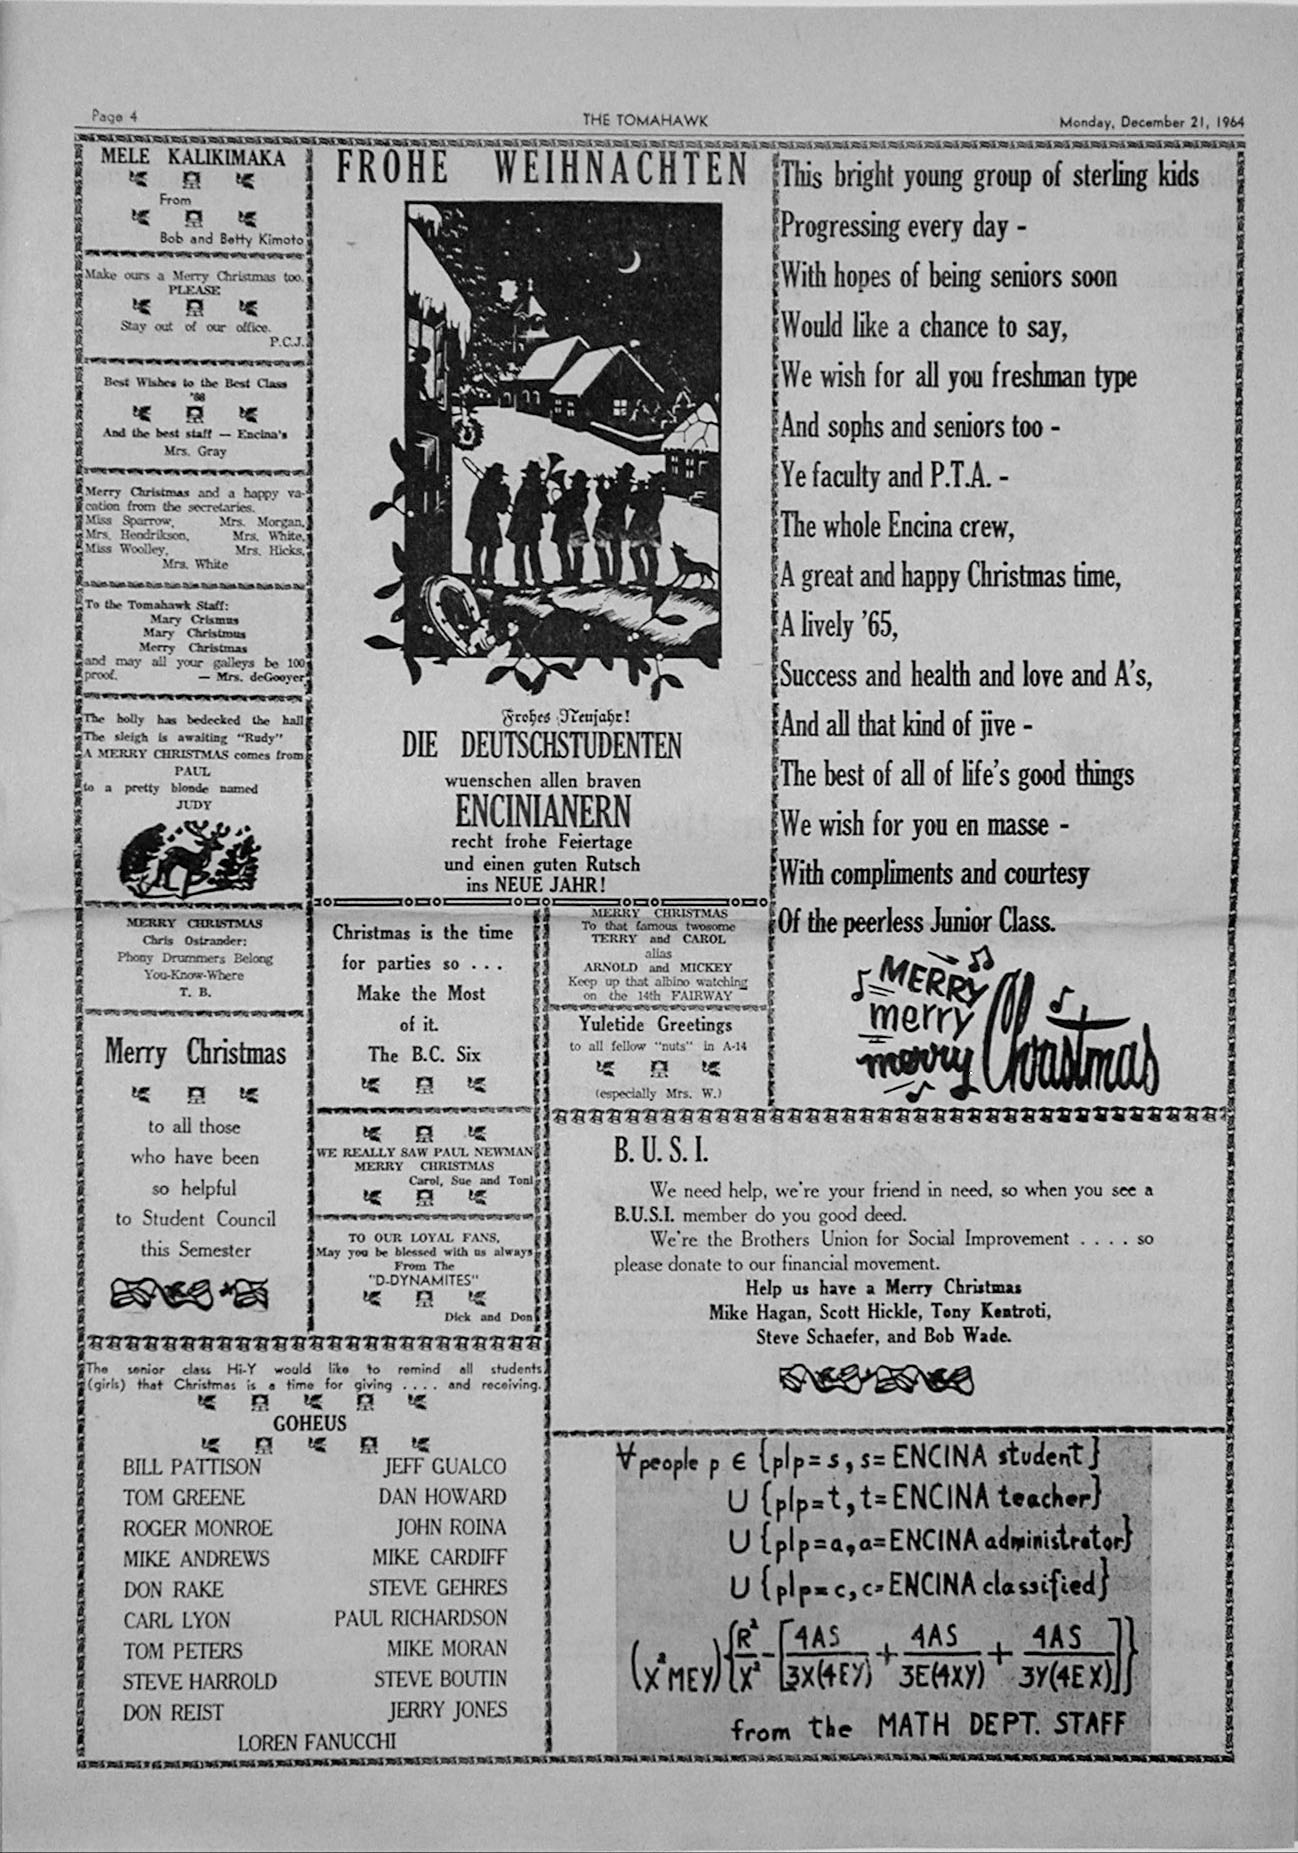 Page 4
THE TOMAHAWK
Monday, December 21, 1964
MELE KALIKIMAKA
From
Bob and Betty Kimoto
Make ours a Merry Christmas too.
PLEASE
Stay out of our office.
P.C.J.
Best Wishes to the Best Class
'68
And the best staff — Encina's
Mrs. Gray
Merry Christmas and a happy va-
cation from the secretaries.
Miss Sparrow, Mrs. Morgan,
Mrs. Hendrikson, Mrs. White,
Miss Woolley, Mrs. Hicks,
Mrs. White
To the Tomahawk Staff:
Mary Crismus
Mary Christmus
Merry Christmas
and may all your galleys be 100
proof. — Mrs. deGooyer
The holly has bedecked the hall
The sleigh is awaiting "Rudy"
A MERRY CHRISTMAS comes from
PAUL
to a pretty blonde named
JUDY
MERRY CHRISTMAS
Chris Ostrander:
Phony Drummers Belong
You-Know-Where
T. B.
Merry Christmas
to all those
who have been
so helpful
to Student Council
this Semester
FROHE WEIHNACHTEN
Frohes Neujahr!
DIE DEUTSCHSTUDENTEN
wuenschen allen braven
ENCINIANERN
recht frohe Feiertage
und einen guten Rutsch
ins NEUE JAHR!
Christmas is the time
for parties so . . .
Make the Most
of it.
The B.C. Six
WE REALLY SAW PAUL NEWMAN
MERRY CHRISTMAS
Carol, Sue and Toni
TO OUR LOYAL FANS,
May you be blessed with us always
From The
"D-DYNAMITES"
Dick and Don
MERRY CHRISTMAS
To that famous twosome
TERRY and CAROL
alias
ARNOLD and MICKEY
Keep up that albino watching
on the 14th FAIRWAY
Yuletide Greetings
to all fellow "nuts" in A-14
(especially Mrs. W.)
This bright young group of sterling kids
Progressing every day -
With hopes of being seniors soon
Would like a chance to say,
We wish for all you freshman type
And sophs and seniors too -
Ye faculty and P.T.A. -
The whole Encina crew,
A great and happy Christmas time,
A lively '65,
Success and health and love and A's,
And all that kind of jive -
The best of all of life's good things
We wish for you en masse -
With compliments and courtesy
Of the peerless Junior Class.
MERRY
merry
merry Christmas
B. U. S. I.
We need help, we're your friend in need, so when you see a
B.U.S.I. member do you good deed.
We're the Brothers Union for Social Improvement . . . . so
please donate to our financial movement.
Help us have a Merry Christmas
Mike Hagan, Scott Hickle, Tony Kentroti,
Steve Schaefer, and Bob Wade.
The senior class Hi-Y would like to remind all students
(girls) that Christmas is a time for giving . . . . and receiving.
GOHEUS
BILL PATTISON JEFF GUALCO
TOM GREENE DAN HOWARD
ROGER MONROE JOHN ROINA
MIKE ANDREWS MIKE CARDIFF
DON RAKE STEVE GEHRES
CARL LYON PAUL RICHARDSON
TOM PETERS MIKE MORAN
STEVE HARROLD STEVE BOUTIN
DON REIST JERRY JONES
LOREN FANUCCHI
∀ people p ∈ {p|p=s, s=ENCINA student}
∪ {p|p=t, t=ENCINA teacher}
∪ {p|p=a, a=ENCINA administrator}
∪ {p|p=c, c=ENCINA classified}
(X²MEY){R²/X² - [4AS/3X(4EY) + 4AS/3E(4XY) + 4AS/3Y(4EX)]}
from the MATH DEPT. STAFF